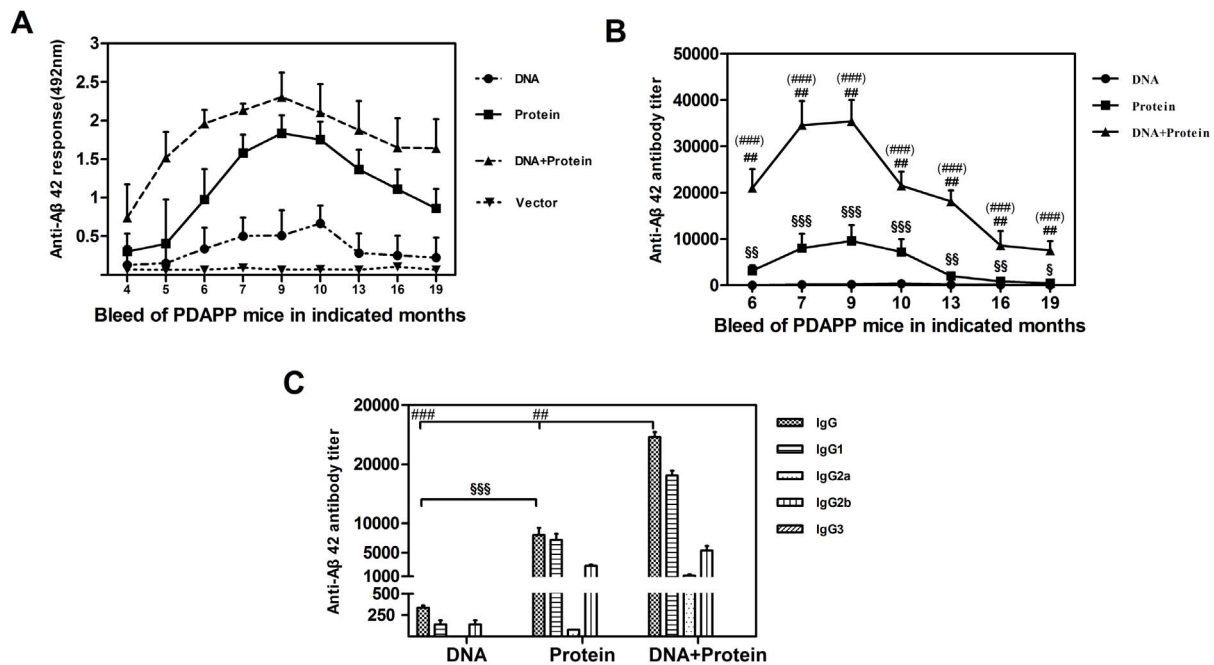 A
Anti-Aβ 42 response(492nm)
3
2.5
2
1.5
1
0.5
4 5 6 7 9 10 13 16 19
Bleed of PDAPP mice in indicated months
DNA
Protein
DNA+Protein
Vector
B
Anti-Aβ 42 antibody titer
50000
40000
30000
20000
10000
0
(###) (###)
## ##
(###) (###) (###) (###) (###)
## ## ## ## ##
§§ §§§ §§§ §§§ §§ §§ §
6 7 9 10 13 16 19
Bleed of PDAPP mice in indicated months
DNA
Protein
DNA+Protein
C
Anti-Aβ 42 antibody titer
20000
20000
10000
5000
1000
500
250
### ##
§§§
DNA Protein DNA+Protein
IgG
IgG1
IgG2a
IgG2b
IgG3